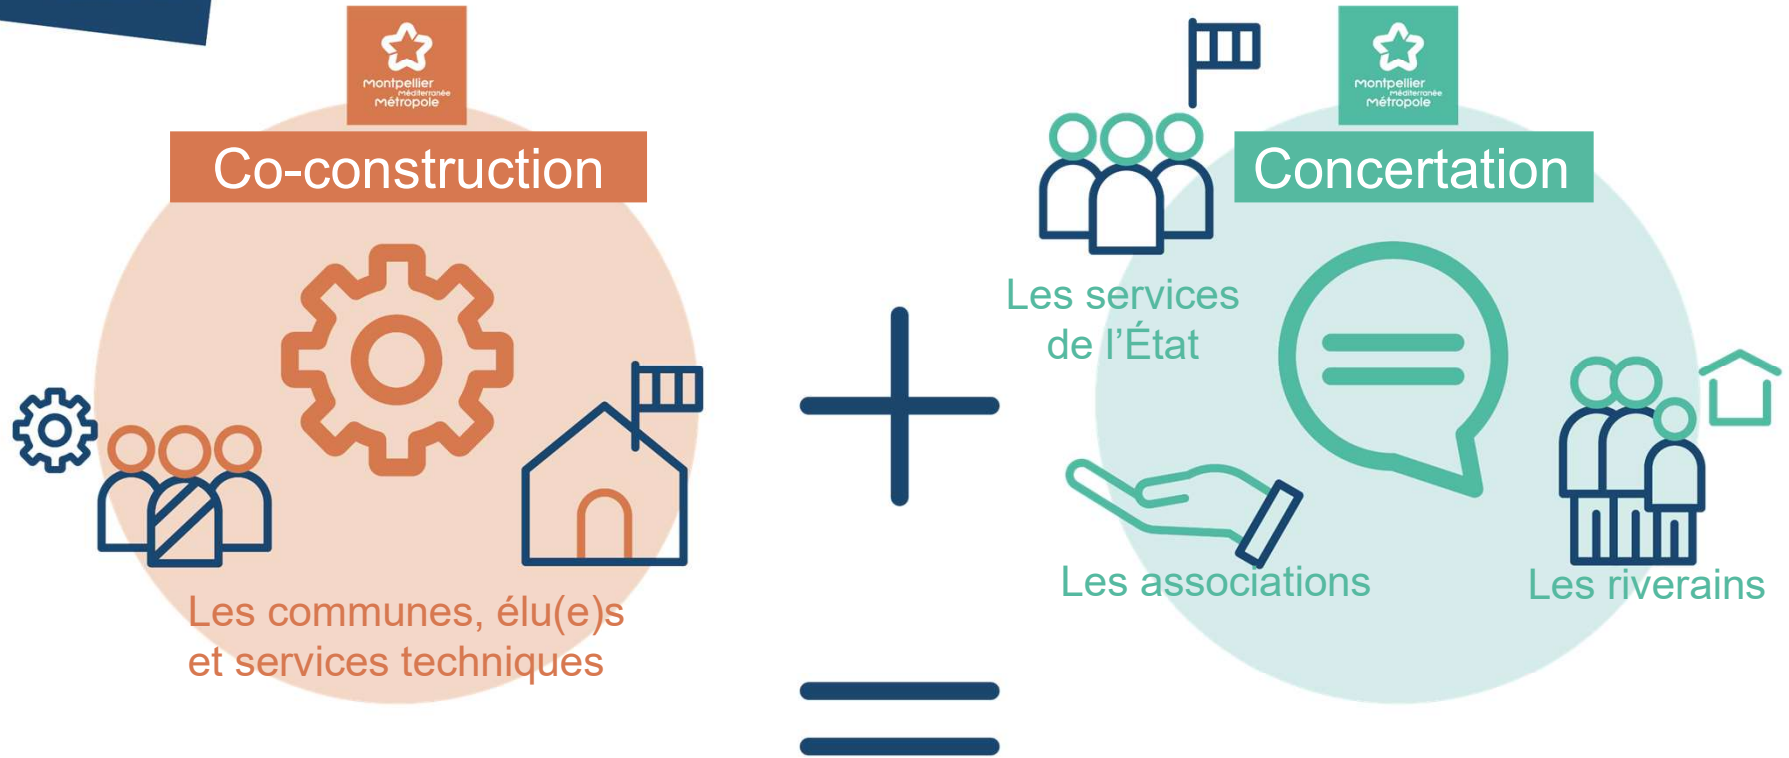 montpellier
méditerranée
métropole
Co-construction
Les communes, élu(e)s
et services techniques
montpellier
méditerranée
métropole
Concertation
Les services
de l’État
Les associations
Les riverains